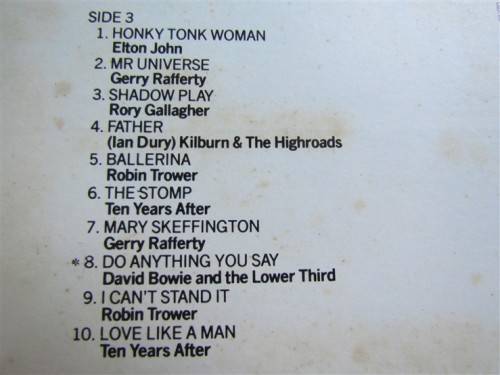 SIDE 3
1. HONKY TONK WOMAN
Elton John
2. MR UNIVERSE
Gerry Rafferty
3. SHADOW PLAY
Rory Gallagher
4. FATHER
(Ian Dury) Kilburn & The Highroads
5. BALLERINA
Robin Trower
6. THE STOMP
Ten Years After
7. MARY SKEFFINGTON
Gerry Rafferty
* 8. DO ANYTHING YOU SAY
David Bowie and the Lower Third
9. I CAN'T STAND IT
Robin Trower
10. LOVE LIKE A MAN
Ten Years After